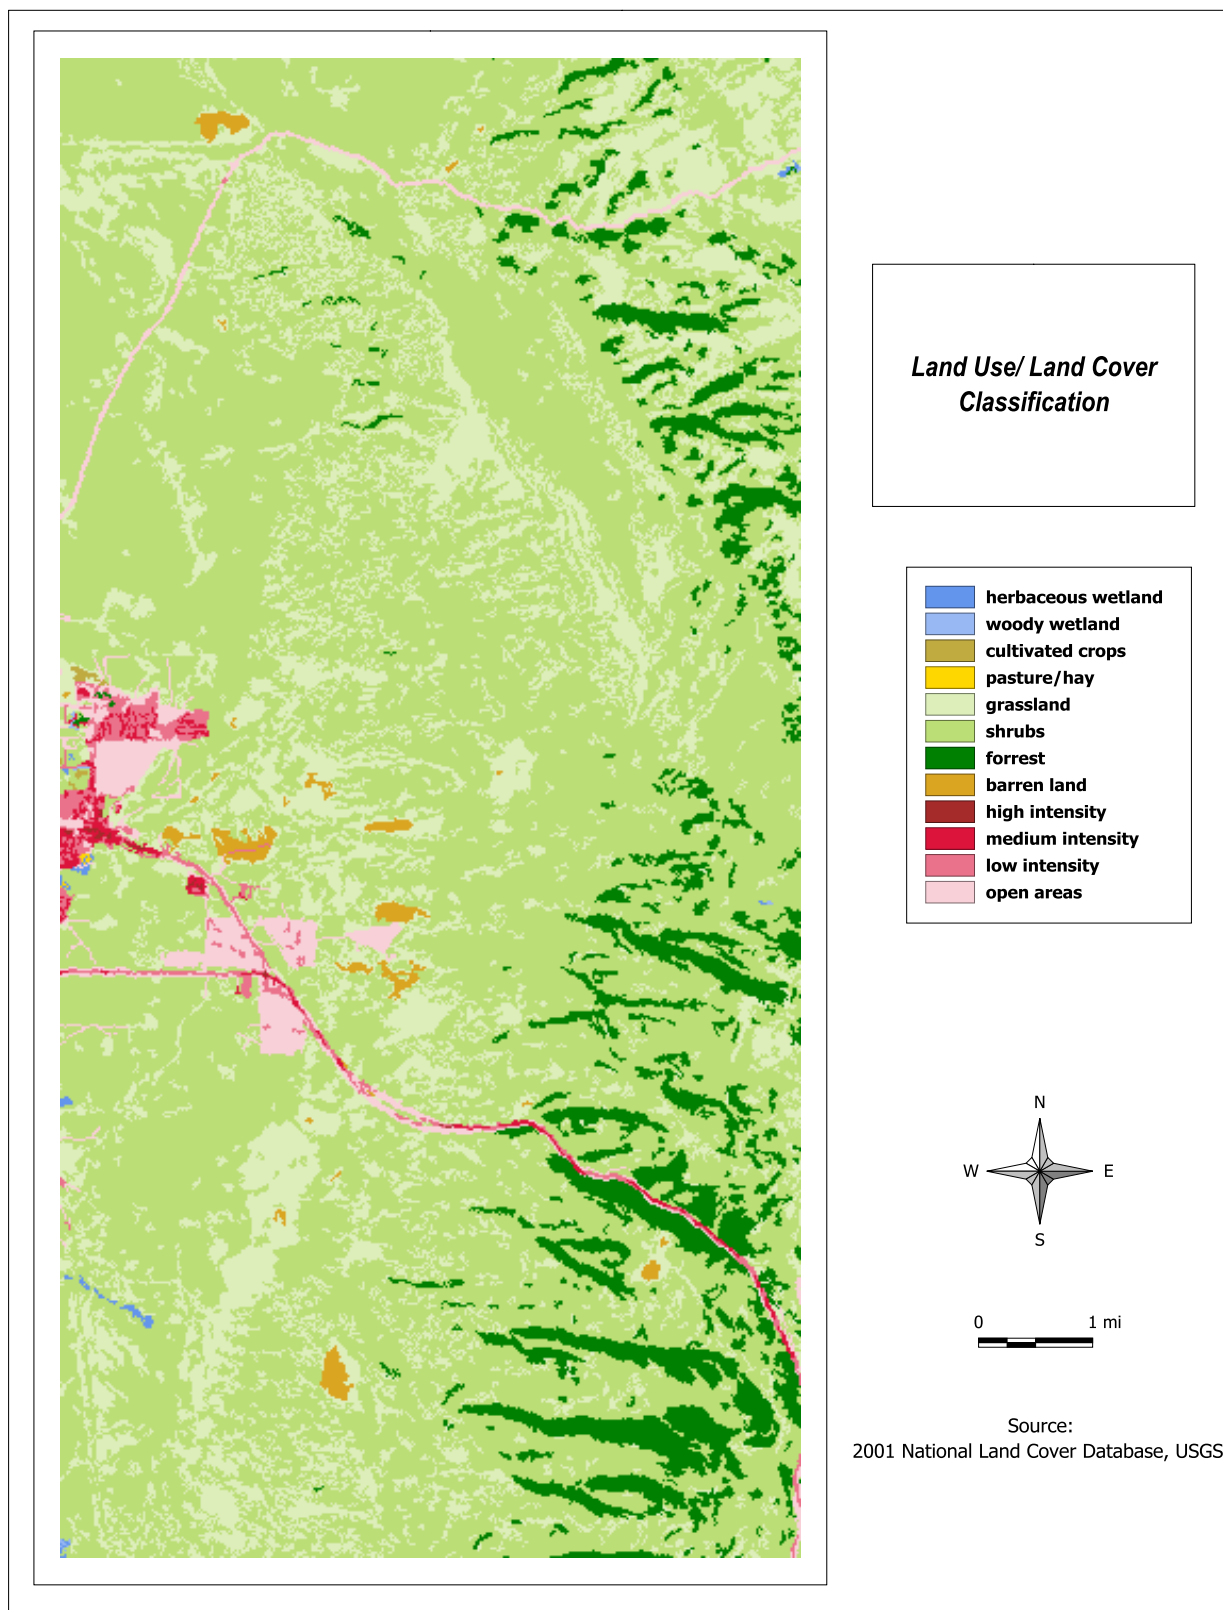 Land Use/ Land Cover
Classification
herbaceous wetland
woody wetland
cultivated crops
pasture/hay
grassland
shrubs
forrest
barren land
high intensity
medium intensity
low intensity
open areas
N
W E
S
0 1 mi
Source:
2001 National Land Cover Database, USGS